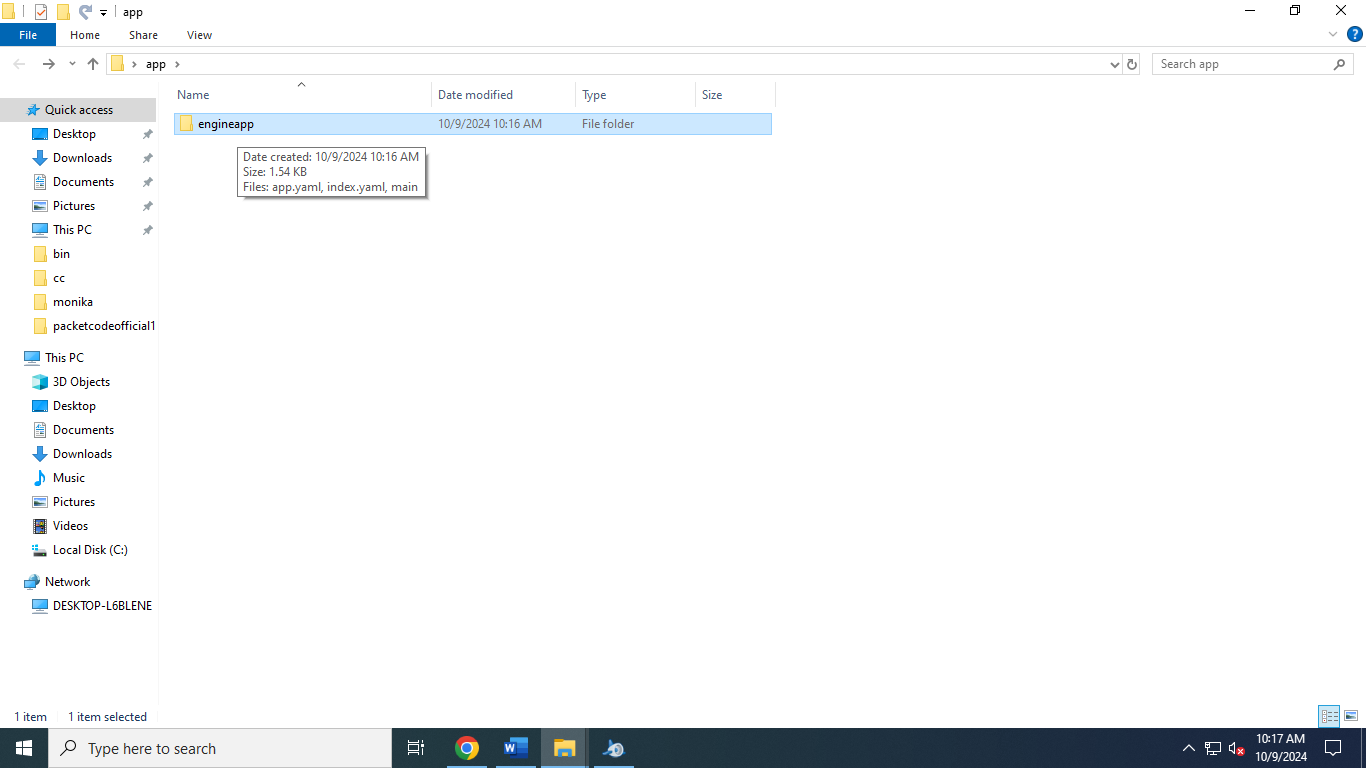 app
File
Home
Share
View
app
Search app
Name
Date modified
Type
Size
Quick access
engineapp
10/9/2024 10:16 AM
File folder
Desktop
Date created: 10/9/2024 10:16 AM
Size: 1.54 KB
Files: app.yaml, index.yaml, main
Downloads
Documents
Pictures
This PC
bin
cc
monika
packetcodeofficial1
This PC
3D Objects
Desktop
Documents
Downloads
Music
Pictures
Videos
Local Disk (C:)
Network
DESKTOP-L6BLENE
1 item
1 item selected
Type here to search
10:17 AM
10/9/2024